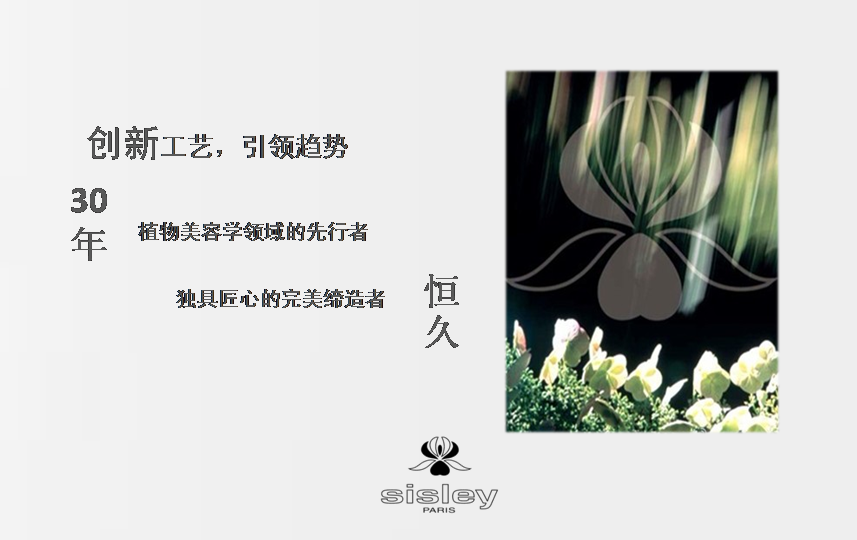 创新工艺，引领趋势
30
年
植物美容学领域的先行者
独具匠心的完美缔造者
恒
久
sisley
PARIS